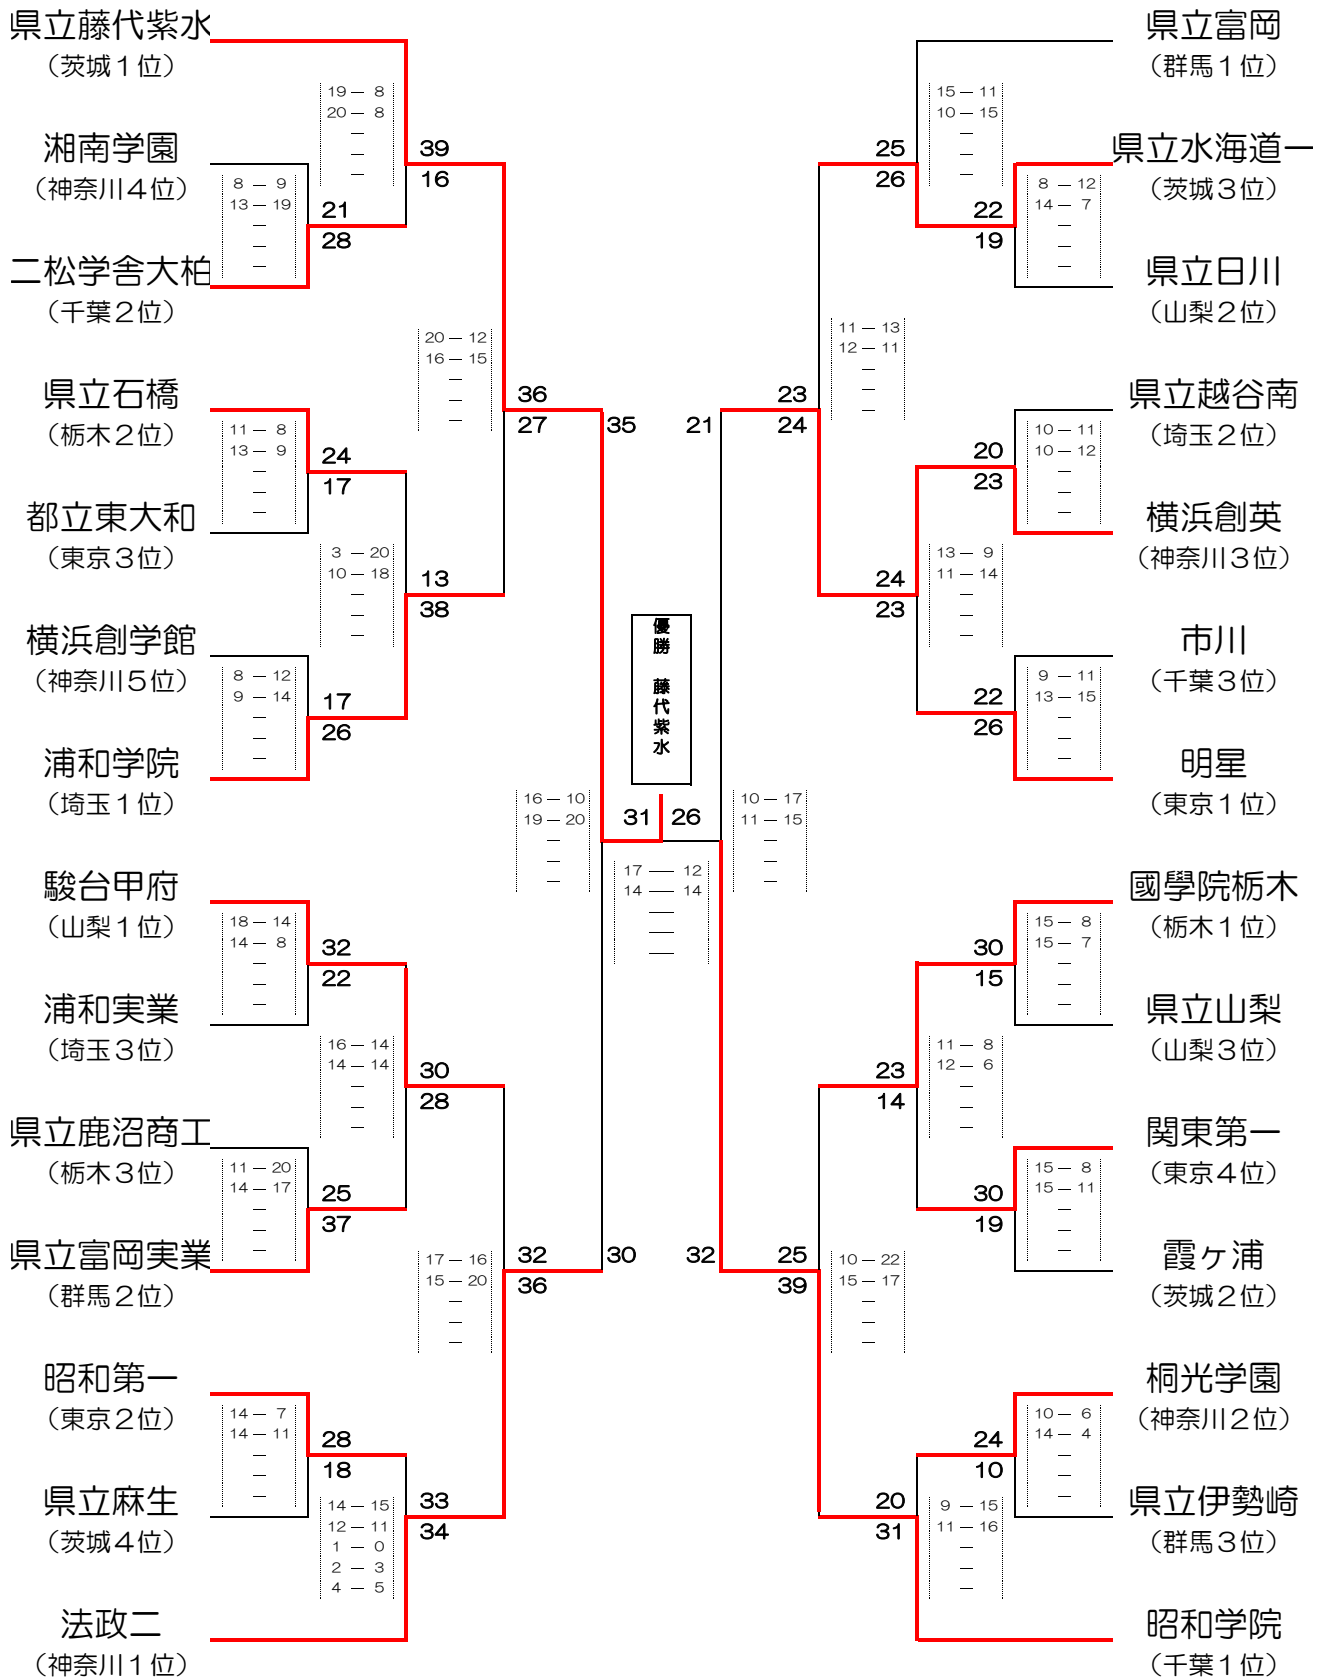 県立藤代紫水
（茨城１位）
湘南学園
（神奈川４位）
二松学舎大柏
（千葉２位）
県立石橋
（栃木２位）
都立東大和
（東京３位）
横浜創学館
（神奈川５位）
浦和学院
（埼玉１位）
駿台甲府
（山梨１位）
浦和実業
（埼玉３位）
県立鹿沼商工
（栃木３位）
県立富岡実業
（群馬２位）
昭和第一
（東京２位）
県立麻生
（茨城４位）
法政二
（神奈川１位）
8 － 9
13 － 19
21
28
11 － 8
13 － 9
24
17
8 － 12
9 － 14
17
26
18 － 14
14 － 8
32
22
11 － 20
14 － 17
25
37
14 － 7
14 － 11
28
18
19 － 8
20 － 8
39
16
3 － 20
10 － 18
13
38
16 － 14
14 － 14
30
28
14 － 15
12 － 11
1 － 0
2 － 3
4 － 5
33
34
20 － 12
16 － 15
36
27
17 － 16
15 － 20
32
36
16 － 10
19 － 20
35
30
優勝 藤代紫水
31
26
17 － 12
14 － 14
21
32
10 － 17
11 － 15
11 － 13
12 － 11
23
24
10 － 22
15 － 17
25
39
15 － 11
10 － 15
25
26
13 － 9
11 － 14
24
23
11 － 8
12 － 6
23
14
9 － 15
11 － 16
20
31
8 － 12
14 － 7
22
19
10 － 11
10 － 12
20
23
9 － 11
13 － 15
22
26
15 － 8
15 － 7
30
15
15 － 8
15 － 11
30
19
10 － 6
14 － 4
24
10
県立富岡
（群馬１位）
県立水海道一
（茨城３位）
県立日川
（山梨２位）
県立越谷南
（埼玉２位）
横浜創英
（神奈川３位）
市川
（千葉３位）
明星
（東京１位）
國學院栃木
（栃木１位）
県立山梨
（山梨３位）
関東第一
（東京４位）
霞ヶ浦
（茨城２位）
桐光学園
（神奈川２位）
県立伊勢崎
（群馬３位）
昭和学院
（千葉１位）